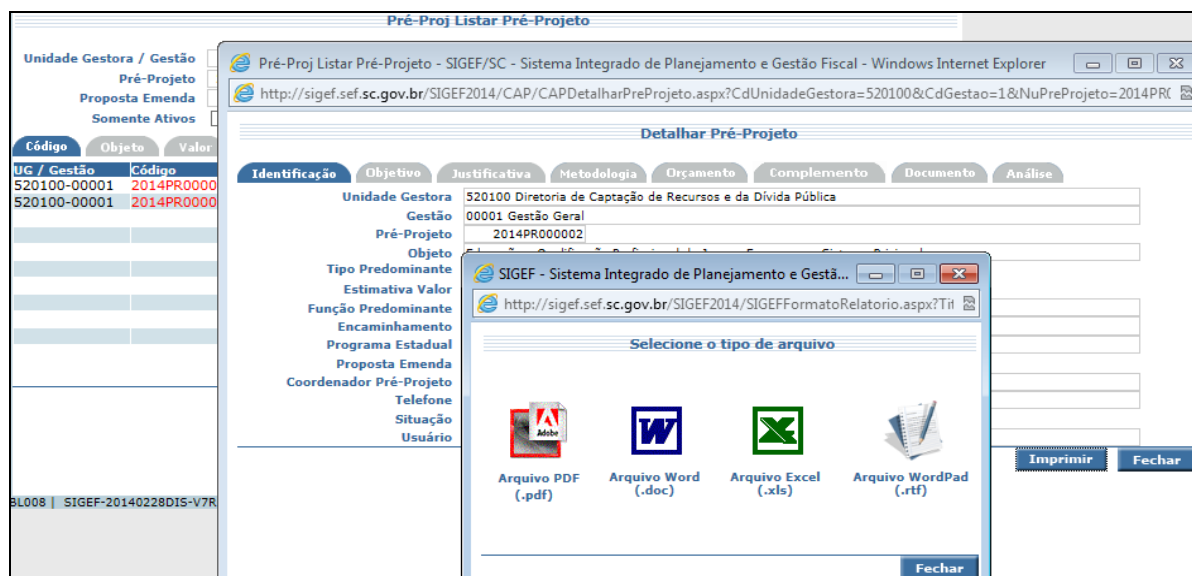 Pré-Proj Listar Pré-Projeto
Unidade Gestora / Gestão
Pré-Projeto
Proposta Emenda
Somente Ativos
Código Objeto Valor
UG / Gestão Código
520100-00001 2014PR0000
520100-00001 2014PR0000
BL008 | SIGEF-20140228DIS-V7R
Pré-Proj Listar Pré-Projeto - SIGEF/SC - Sistema Integrado de Planejamento e Gestão Fiscal - Windows Internet Explorer
http://sigef.sef.sc.gov.br/SIGEF2014/CAP/CAPDetalharPreProjeto.aspx?CdUnidadeGestora=520100&CdGestao=1&NuPreProjeto=2014PR(
Detalhar Pré-Projeto
Identificação Objetivo Justificativa Metodologia Orçamento Complemento Documento Análise
Unidade Gestora 520100 Diretoria de Captação de Recursos e da Dívida Pública
Gestão 00001 Gestão Geral
Pré-Projeto 2014PR000002
Objeto
Tipo Predominante
Estimativa Valor
Função Predominante
Encaminhamento
Programa Estadual
Proposta Emenda
Coordenador Pré-Projeto
Telefone
Situação
Usuário
Imprimir Fechar
SIGEF - Sistema Integrado de Planejamento e Gestã...
http://sigef.sef.sc.gov.br/SIGEF2014/SIGEFFormatoRelatorio.aspx?Tit
Selecione o tipo de arquivo
Adobe
Arquivo PDF (.pdf)
Arquivo Word (.doc)
Arquivo Excel (.xls)
Arquivo WordPad (.rtf)
Fechar